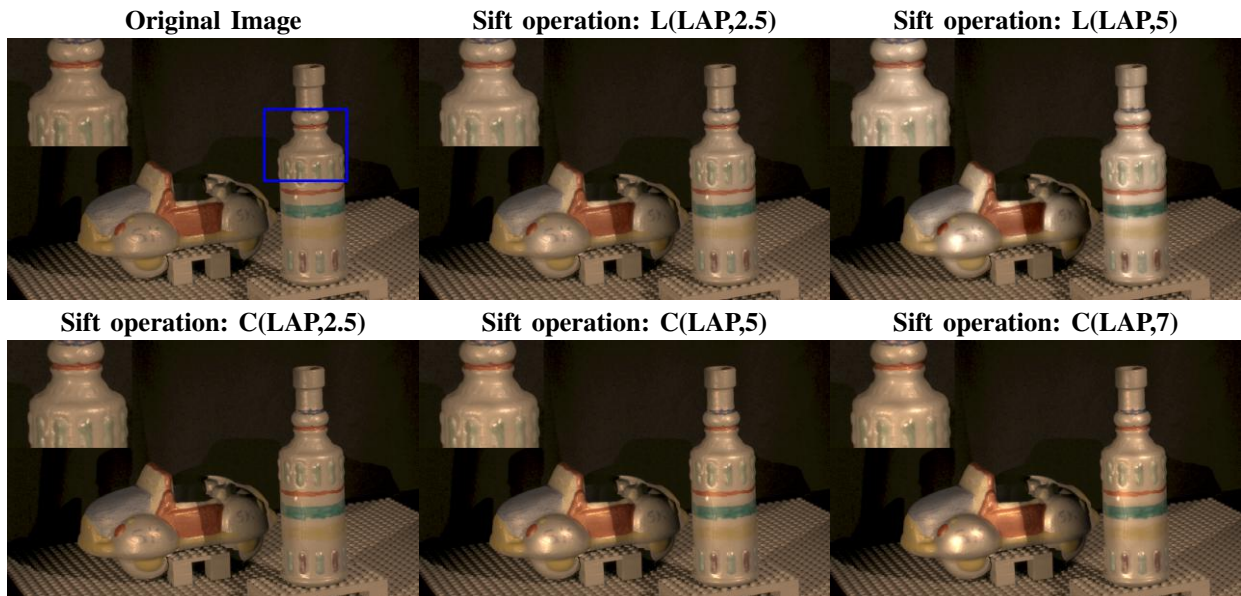 Original Image
Sift operation: L(LAP,2.5)
Sift operation: L(LAP,5)
Sift operation: C(LAP,2.5)
Sift operation: C(LAP,5)
Sift operation: C(LAP,7)